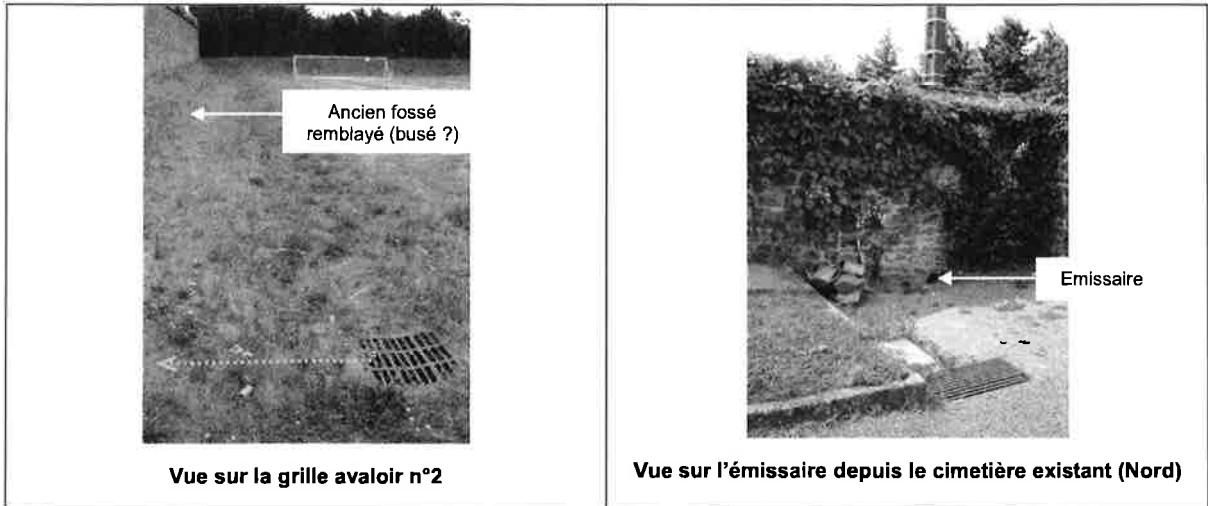 Ancien fossé
remblayé (busé ?)
Vue sur la grille avaloir n°2
Emissaire
Vue sur l'émissaire depuis le cimetière existant (Nord)